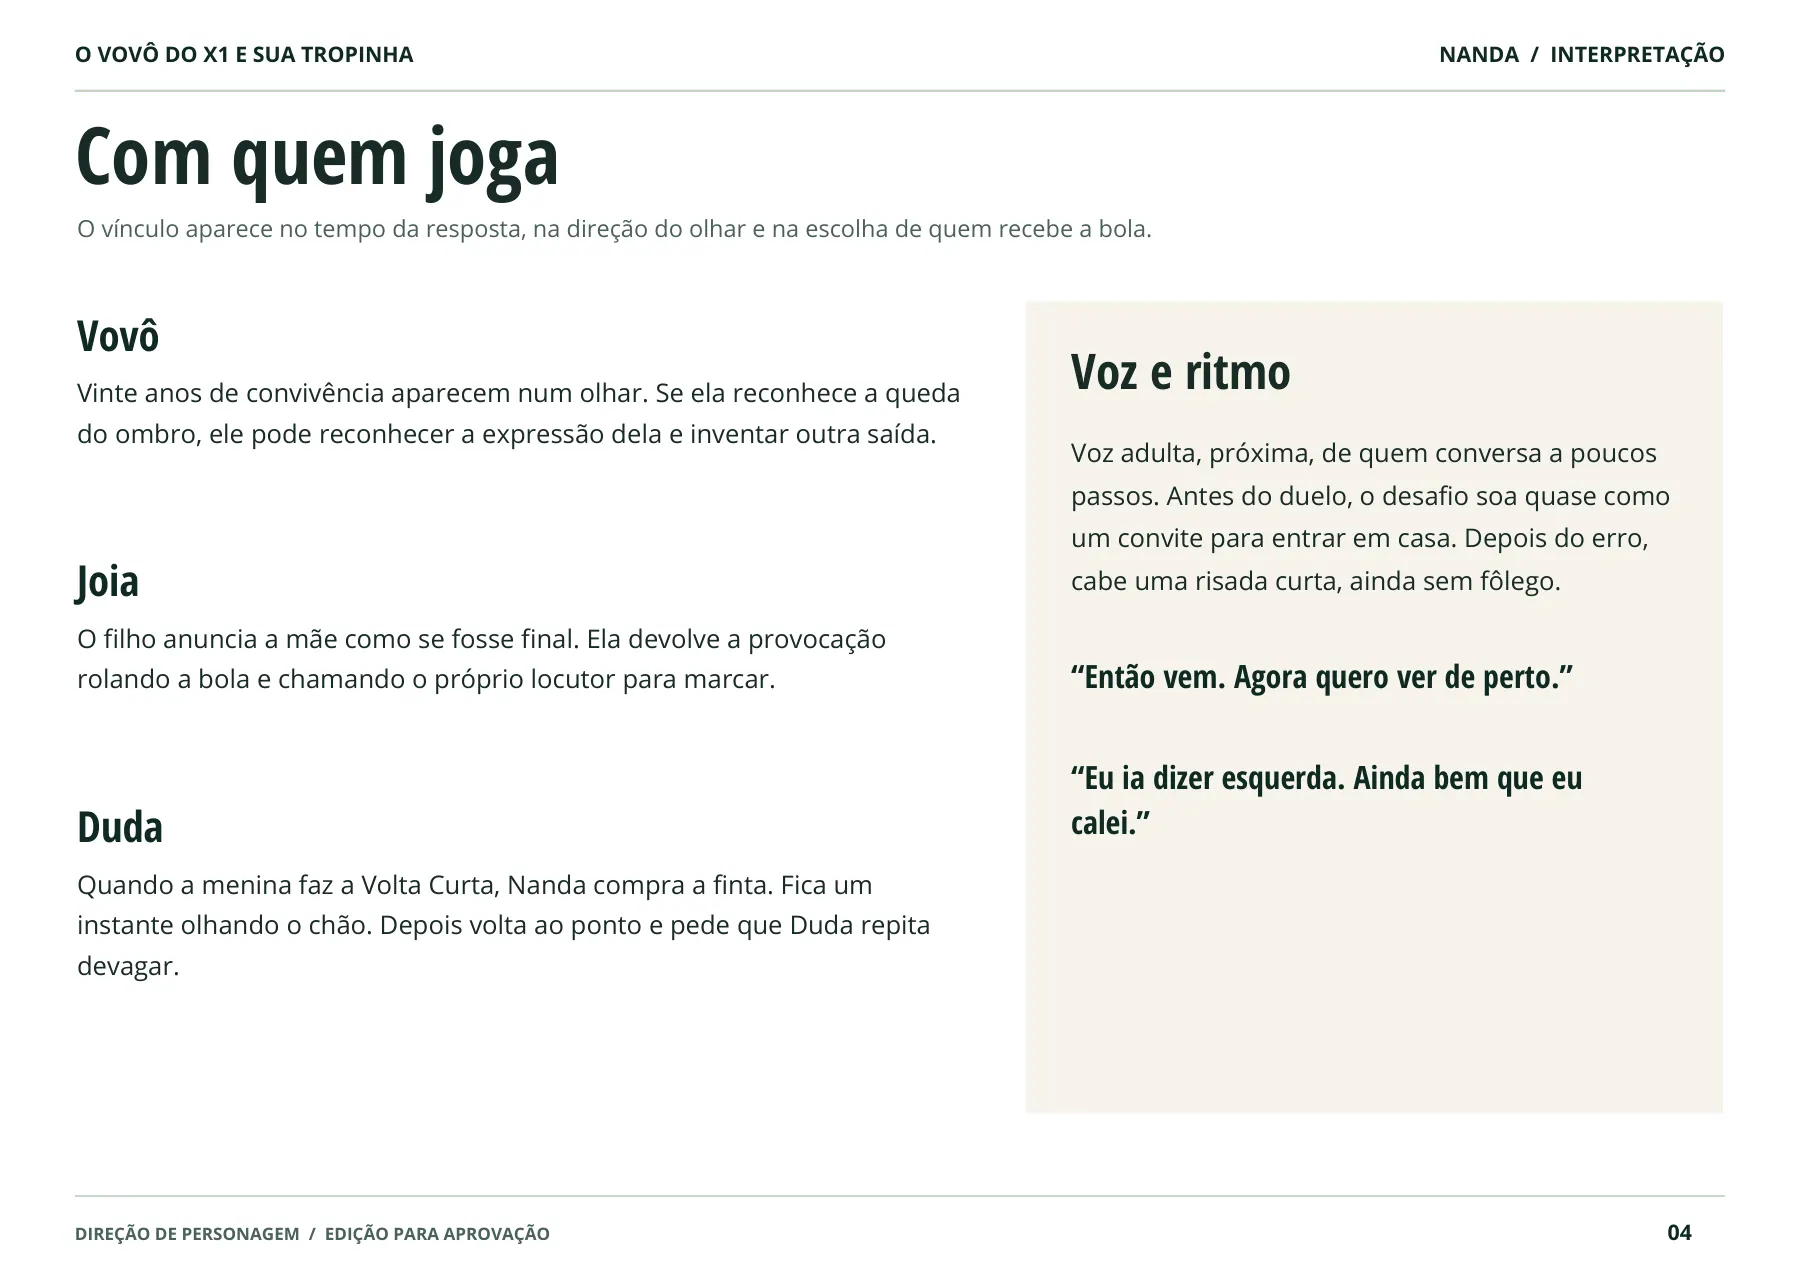 O VOVÔ DO X1 E SUA TROPINHA
NANDA / INTERPRETAÇÃO
Com quem joga
O vínculo aparece no tempo da resposta, na direção do olhar e na escolha de quem recebe a bola.
Vovô
Vinte anos de convivência aparecem num olhar. Se ela reconhece a queda
do ombro, ele pode reconhecer a expressão dela e inventar outra saída.
Joia
O filho anuncia a mãe como se fosse final. Ela devolve a provocação
rolando a bola e chamando o próprio locutor para marcar.
Duda
Quando a menina faz a Volta Curta, Nanda compra a finta. Fica um
instante olhando o chão. Depois volta ao ponto e pede que Duda repita
devagar.
Voz e ritmo
Voz adulta, próxima, de quem conversa a poucos
passos. Antes do duelo, o desafio soa quase como
um convite para entrar em casa. Depois do erro,
cabe uma risada curta, ainda sem fôlego.
“Então vem. Agora quero ver de perto.”
“Eu ia dizer esquerda. Ainda bem que eu
calei.”
DIREÇÃO DE PERSONAGEM / EDIÇÃO PARA APROVAÇÃO
04